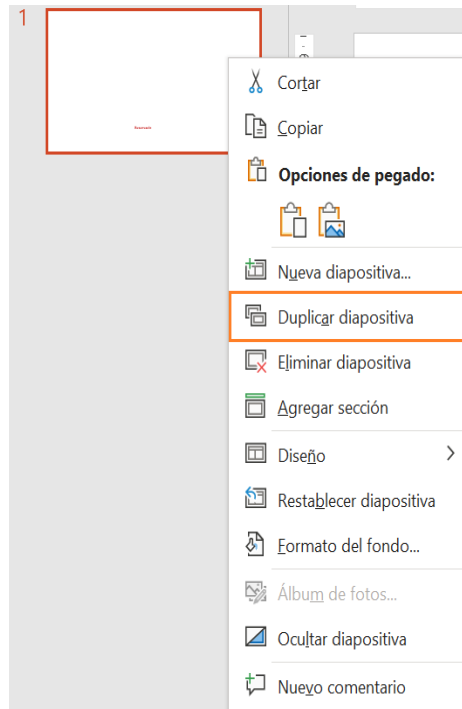 1
Cortar
Copiar
Opciones de pegado:
Nueva diapositiva...
Duplicar diapositiva
Eliminar diapositiva
Agregar sección
Diseño
Restablecer diapositiva
Formato del fondo...
Álbum de fotos...
Ocultar diapositiva
Nuevo comentario